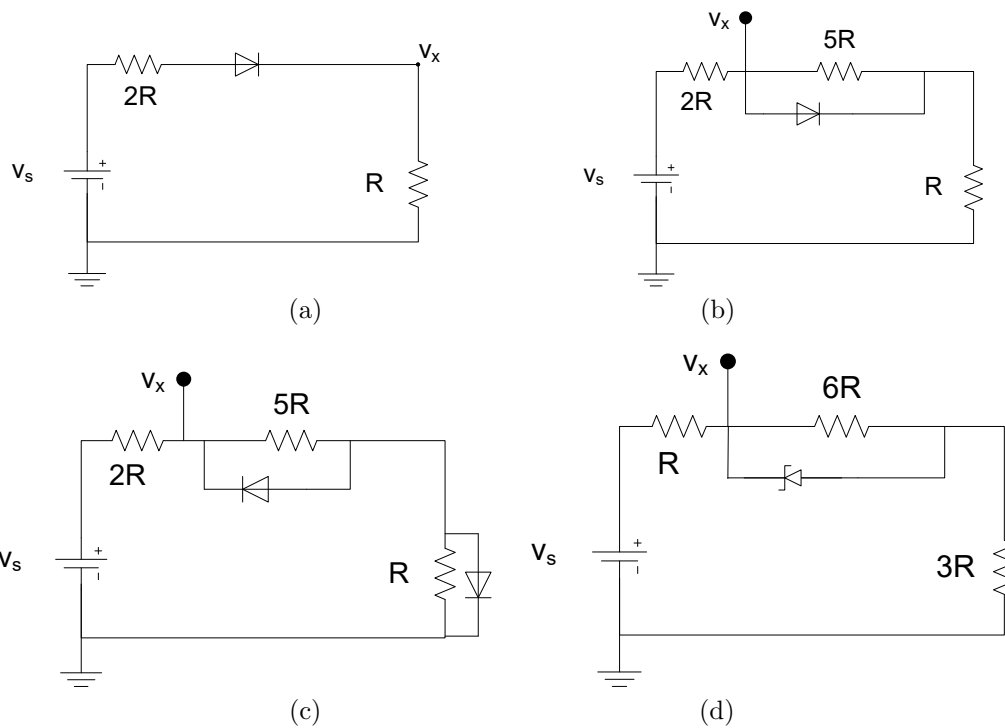 2R
vx
vs
+
-
R
(a)
vx
5R
2R
vs
+
-
R
(b)
vx
5R
2R
vs
+
-
R
(c)
vx
6R
R
vs
+
-
3R
(d)